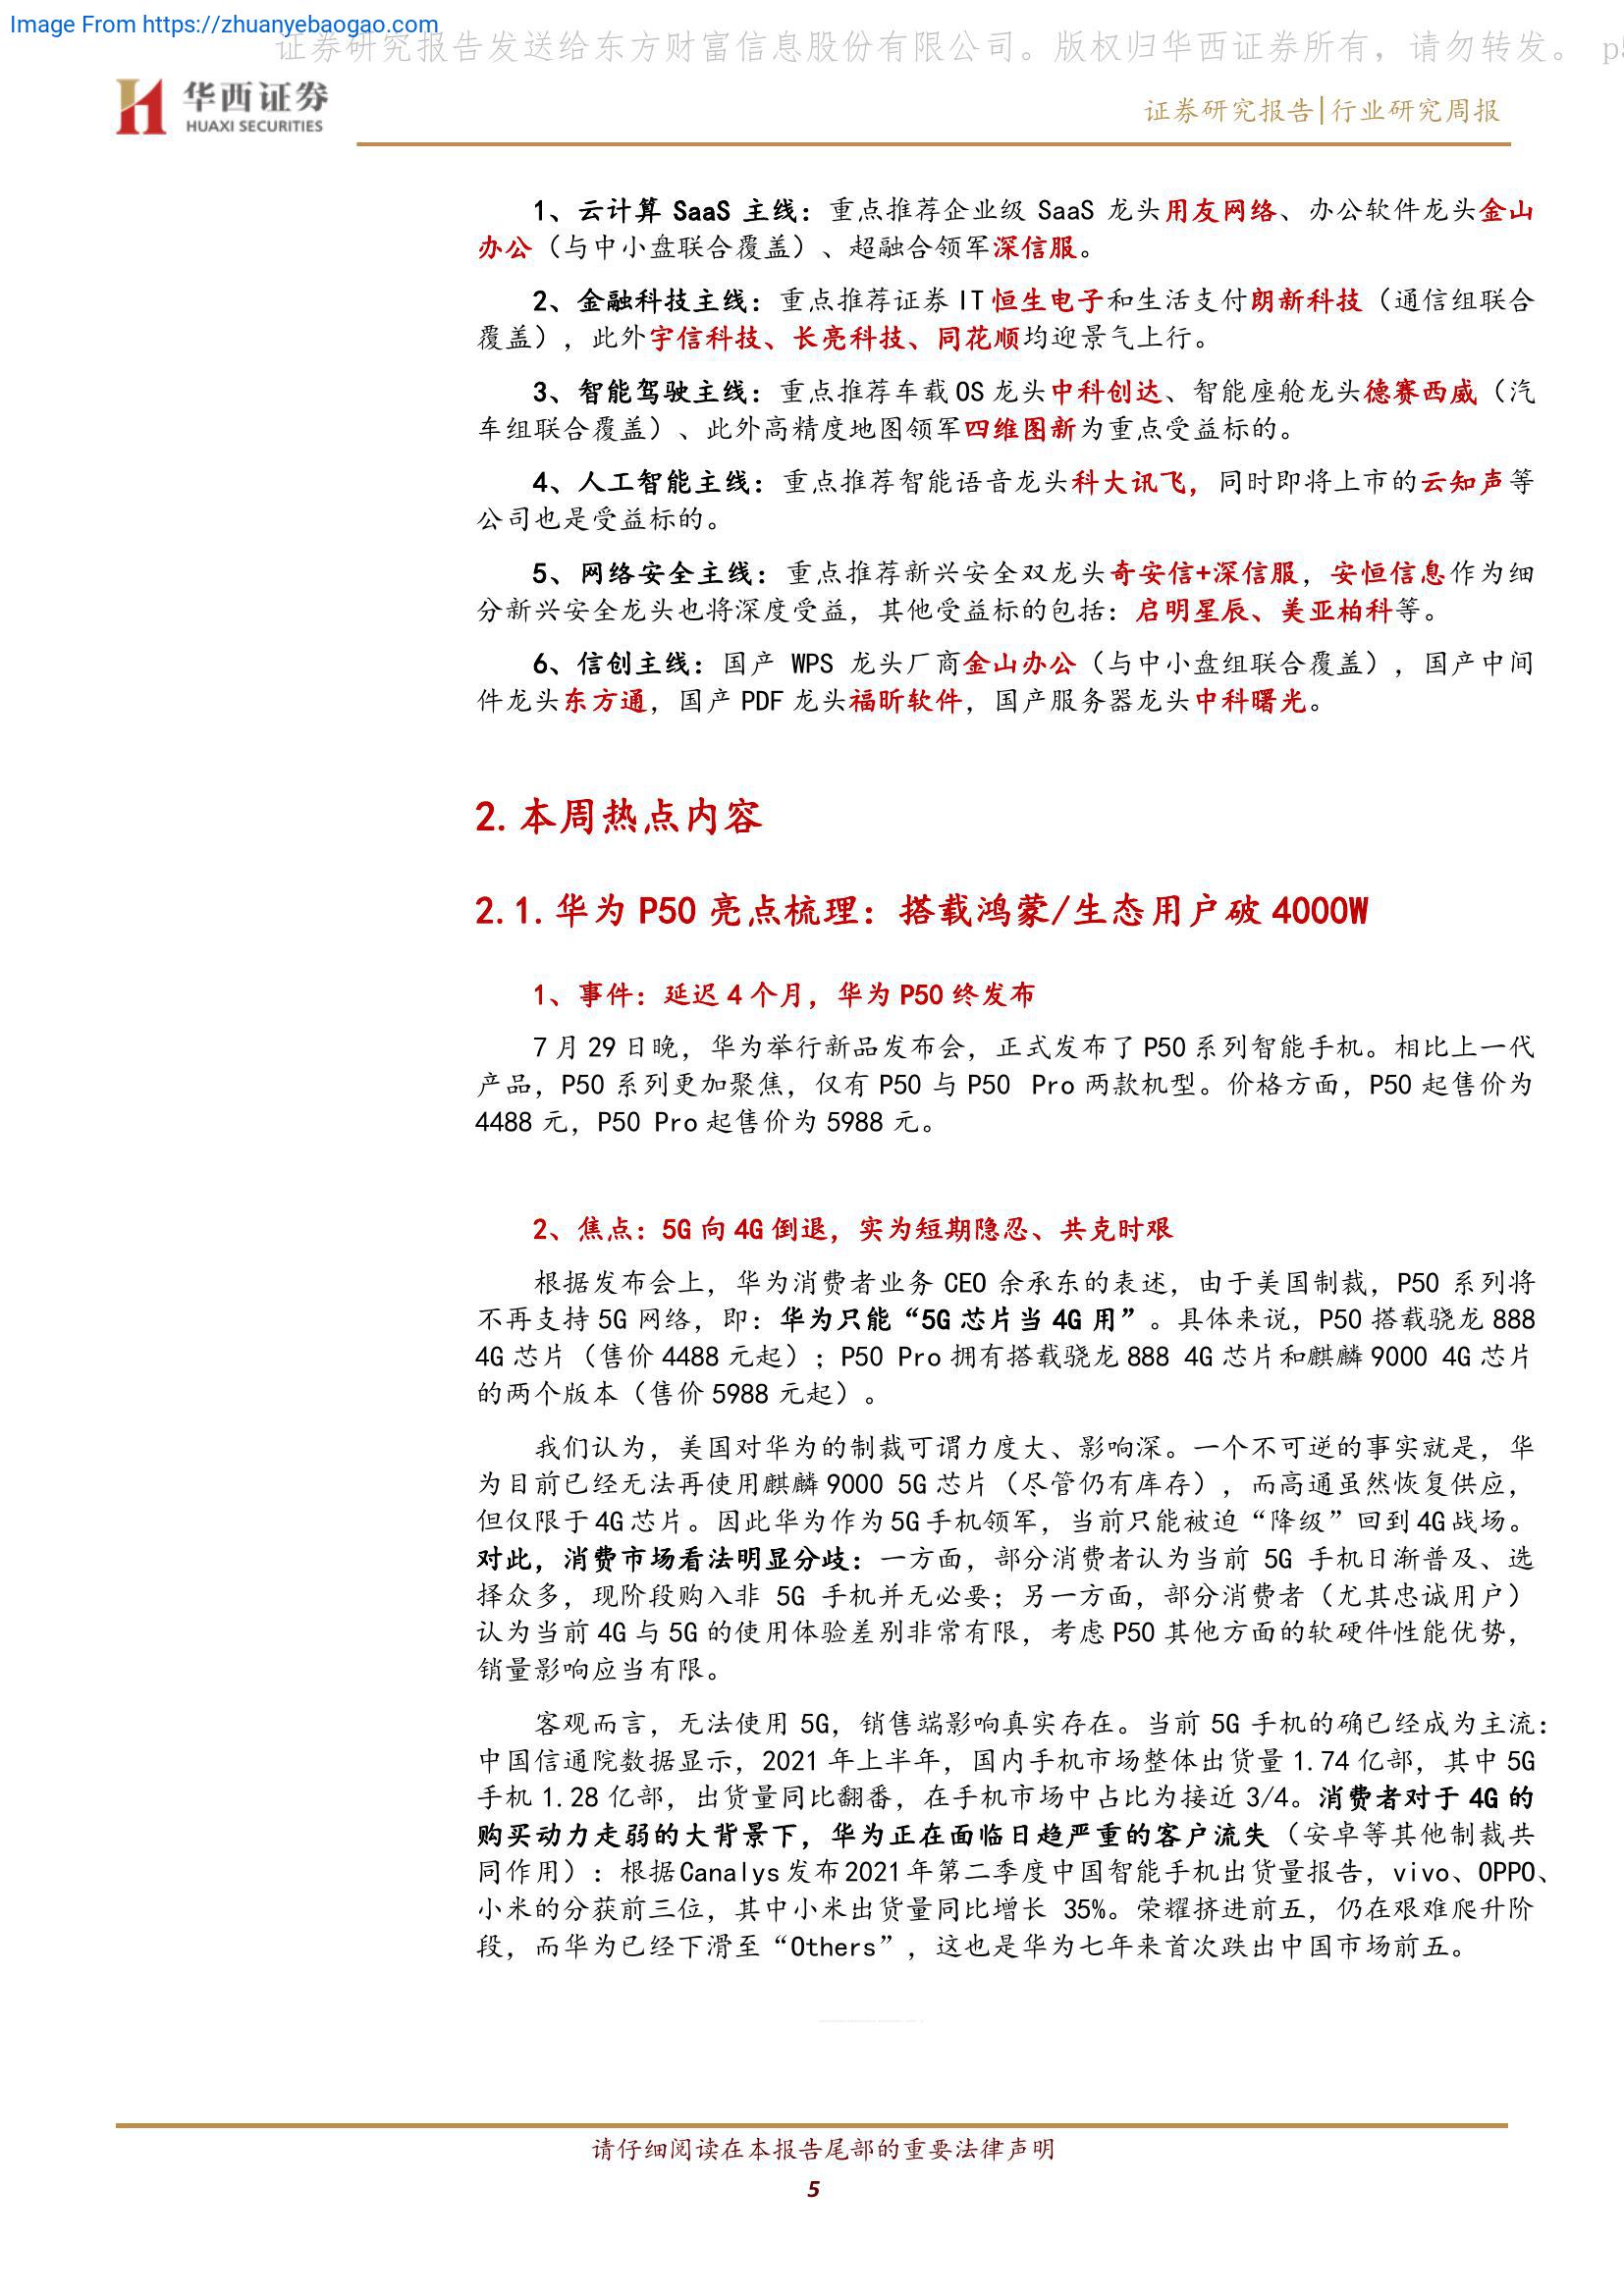 Image From https://zhuanyebaogao.com
证券研究报告发送给东方财富信息股份有限公司。版权归华西证券所有，请勿转发。 p5
华西证券
HUAXI SECURITIES
证券研究报告|行业研究周报
1、云计算 SaaS 主线：重点推荐企业级 SaaS 龙头用友网络、办公软件龙头金山
办公（与中小盘联合覆盖）、超融合领军深信服。
2、金融科技主线：重点推荐证券 IT 恒生电子和生活支付朗新科技（通信组联合
覆盖），此外宇信科技、长亮科技、同花顺均迎景气上行。
3、智能驾驶主线：重点推荐车载 OS 龙头中科创达、智能座舱龙头德赛西威（汽
车组联合覆盖）、此外高精度地图领军四维图新为重点受益标的。
4、人工智能主线：重点推荐智能语音龙头科大讯飞，同时即将上市的云知声等
公司也是受益标的。
5、网络安全主线：重点推荐新兴安全双龙头奇安信+深信服，安恒信息作为细
分新兴安全龙头也将深度受益，其他受益标的包括：启明星辰、美亚柏科等。
6、信创主线：国产 WPS 龙头厂商金山办公（与中小盘组联合覆盖），国产中间
件龙头东方通，国产 PDF 龙头福昕软件，国产服务器龙头中科曙光。
2.本周热点内容
2.1.华为 P50 亮点梳理：搭载鸿蒙/生态用户破 4000W
1、事件：延迟 4 个月，华为 P50 终发布
7 月 29 日晚，华为举行新品发布会，正式发布了 P50 系列智能手机。相比上一代
产品，P50 系列更加聚焦，仅有 P50 与 P50 Pro 两款机型。价格方面，P50 起售价为
4488 元，P50 Pro 起售价为 5988 元。
2、焦点：5G 向 4G 倒退，实为短期隐忍、共克时艰
根据发布会上，华为消费者业务 CEO 余承东的表述，由于美国制裁，P50 系列将
不再支持 5G 网络，即：华为只能“5G 芯片当 4G 用”。具体来说，P50 搭载骁龙 888
4G 芯片（售价 4488 元起）；P50 Pro 拥有搭载骁龙 888 4G 芯片和麒麟 9000 4G 芯片
的两个版本（售价 5988 元起）。
我们认为，美国对华为的制裁可谓力度大、影响深。一个不可逆的事实就是，华
为目前已经无法再使用麒麟 9000 5G 芯片（尽管仍有库存），而高通虽然恢复供应，
但仅限于 4G 芯片。因此华为作为 5G 手机领军，当前只能被迫“降级”回到 4G 战场。
对此，消费市场看法明显分歧：一方面，部分消费者认为当前 5G 手机日渐普及、选
择众多，现阶段购入非 5G 手机并无必要；另一方面，部分消费者（尤其忠诚用户）
认为当前 4G 与 5G 的使用体验差别非常有限，考虑 P50 其他方面的软硬件性能优势，
销量影响应当有限。
客观而言，无法使用 5G，销售端影响真实存在。当前 5G 手机的确已经成为主流：
中国信通院数据显示，2021 年上半年，国内手机市场整体出货量 1.74 亿部，其中 5G
手机 1.28 亿部，出货量同比翻番，在手机市场中占比为接近 3/4。消费者对于 4G 的
购买动力走弱的大背景下，华为正在面临日趋严重的客户流失（安卓等其他制裁共
同作用）：根据 Canalys 发布 2021 年第二季度中国智能手机出货量报告，vivo、OPPO、
小米的分获前三位，其中小米出货量同比增长 35%。荣耀挤进前五，仍在艰难爬升阶
段，而华为已经下滑至“Others”，这也是华为七年来首次跌出中国市场前五。
请仔细阅读在本报告尾部的重要法律声明
5